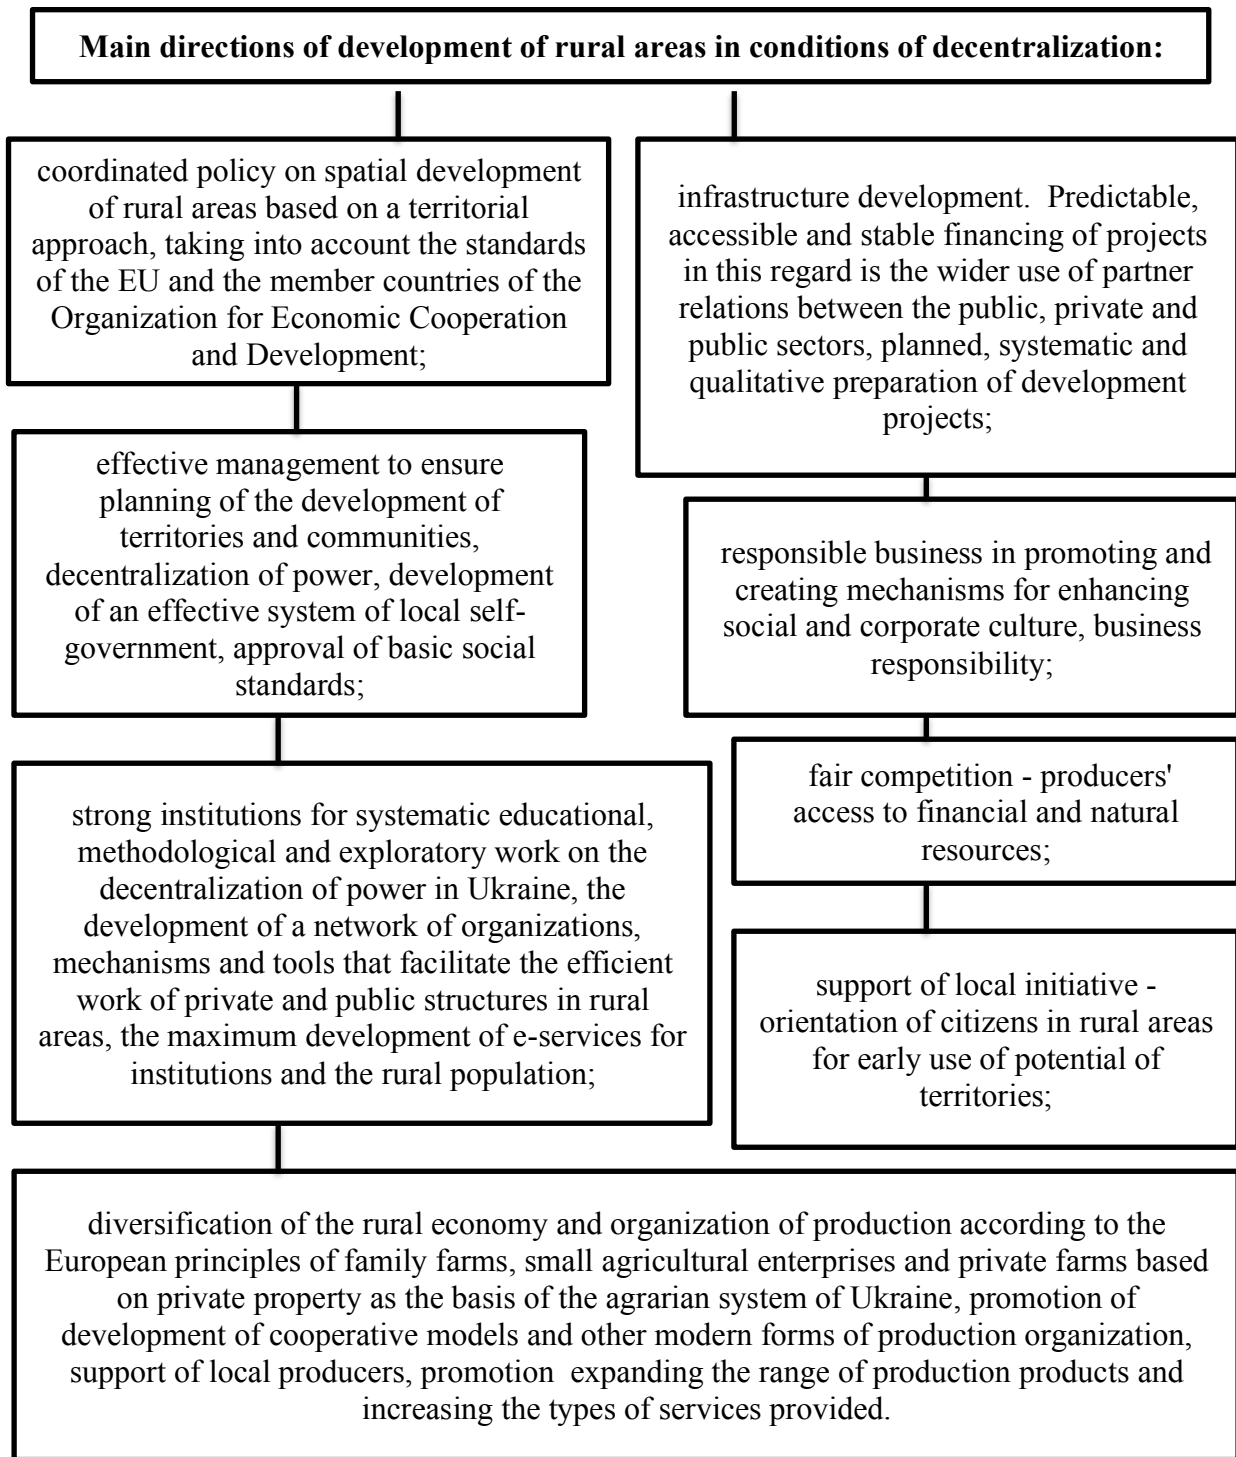 Main directions of development of rural areas in conditions of decentralization:
coordinated policy on spatial development
of rural areas based on a territorial
approach, taking into account the standards
of the EU and the member countries of the
Organization for Economic Cooperation
and Development;
effective management to ensure
planning of the development of
territories and communities,
decentralization of power, development
of an effective system of local self-
government, approval of basic social
standards;
strong institutions for systematic educational,
methodological and exploratory work on the
decentralization of power in Ukraine, the
development of a network of organizations,
mechanisms and tools that facilitate the efficient
work of private and public structures in rural
areas, the maximum development of e-services for
institutions and the rural population;
infrastructure development.  Predictable,
accessible and stable financing of projects
in this regard is the wider use of partner
relations between the public, private and
public sectors, planned, systematic and
qualitative preparation of development
projects;
responsible business in promoting and
creating mechanisms for enhancing
social and corporate culture, business
responsibility;
fair competition - producers'
access to financial and natural
resources;
support of local initiative -
orientation of citizens in rural areas
for early use of potential of
territories;
diversification of the rural economy and organization of production according to the
European principles of family farms, small agricultural enterprises and private farms based
on private property as the basis of the agrarian system of Ukraine, promotion of
development of cooperative models and other modern forms of production organization,
support of local producers, promotion  expanding the range of production products and
increasing the types of services provided.